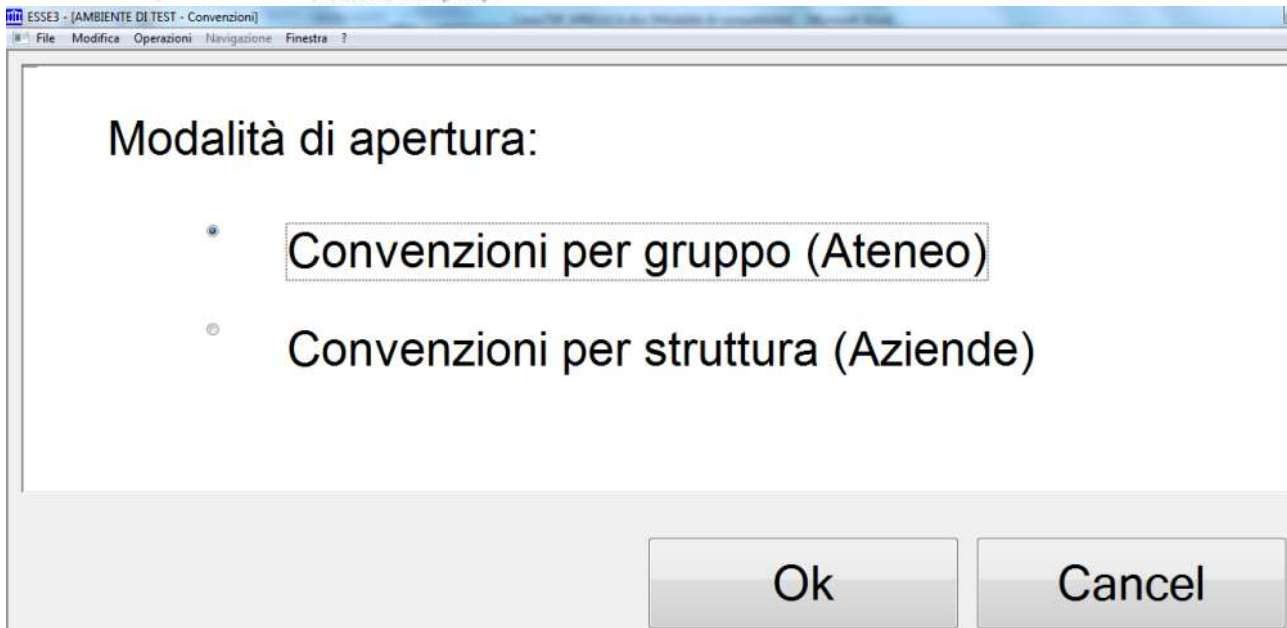 ESSE3 - [AMBIENTE DI TEST - Convenzioni]
File Modifica Operazioni Navigazione Finestra ?
Modalità di apertura:
Convenzioni per gruppo (Ateneo)
Convenzioni per struttura (Aziende)
Ok Cancel